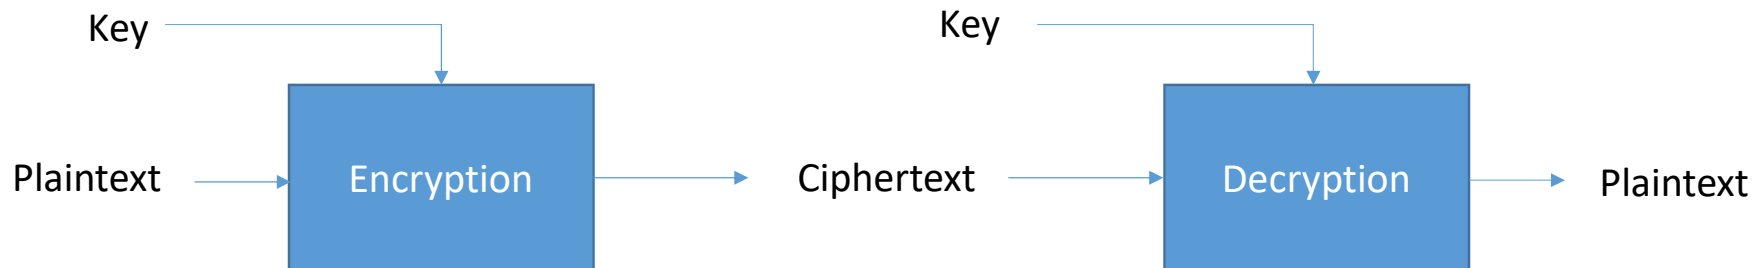 Key
Key
Plaintext
Encryption
Ciphertext
Decryption
Plaintext